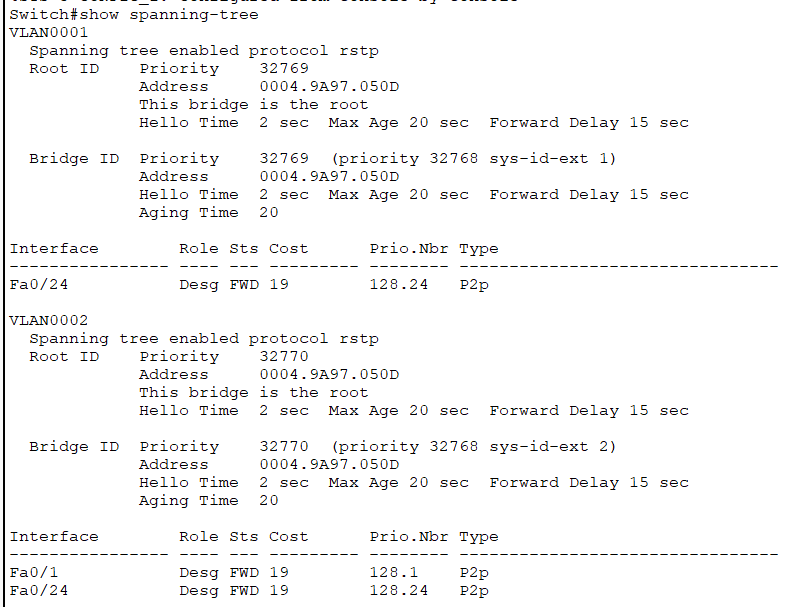 Switch#show spanning-tree
VLAN0001
  Spanning tree enabled protocol rstp
  Root ID    Priority    32769
             Address     0004.9A97.050D
             This bridge is the root
             Hello Time  2 sec  Max Age 20 sec  Forward Delay 15 sec
  Bridge ID  Priority    32769  (priority 32768 sys-id-ext 1)
             Address     0004.9A97.050D
             Hello Time  2 sec  Max Age 20 sec  Forward Delay 15 sec
             Aging Time  20
Interface        Role Sts Cost      Prio.Nbr Type
---------------- ---- --- --------- -------- --------------------------------
Fa0/24           Desg FWD 19        128.24   P2p
VLAN0002
  Spanning tree enabled protocol rstp
  Root ID    Priority    32770
             Address     0004.9A97.050D
             This bridge is the root
             Hello Time  2 sec  Max Age 20 sec  Forward Delay 15 sec
  Bridge ID  Priority    32770  (priority 32768 sys-id-ext 2)
             Address     0004.9A97.050D
             Hello Time  2 sec  Max Age 20 sec  Forward Delay 15 sec
             Aging Time  20
Interface        Role Sts Cost      Prio.Nbr Type
---------------- ---- --- --------- -------- --------------------------------
Fa0/1            Desg FWD 19        128.1    P2p
Fa0/24           Desg FWD 19        128.24   P2p